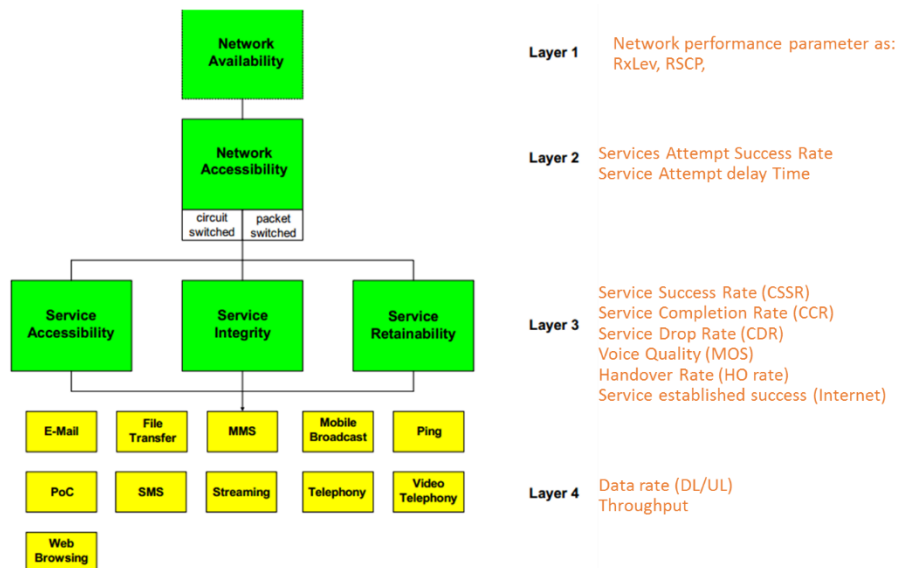 Network
Availability
Layer 1
Network performance parameter as:
RxLev, RSCP,
Network
Accessibility
circuit
switched
packet
switched
Layer 2
Services Attempt Success Rate
Service Attempt delay Time
Service
Accessibility
Service
Integrity
Service
Retainability
Layer 3
Service Success Rate (CSSR)
Service Completion Rate (CCR)
Service Drop Rate (CDR)
Voice Quality (MOS)
Handover Rate (HO rate)
Service established success (Internet)
E-Mail
File
Transfer
MMS
Mobile
Broadcast
Ping
PoC
SMS
Streaming
Telephony
Video
Telephony
Web
Browsing
Layer 4
Data rate (DL/UL)
Throughput